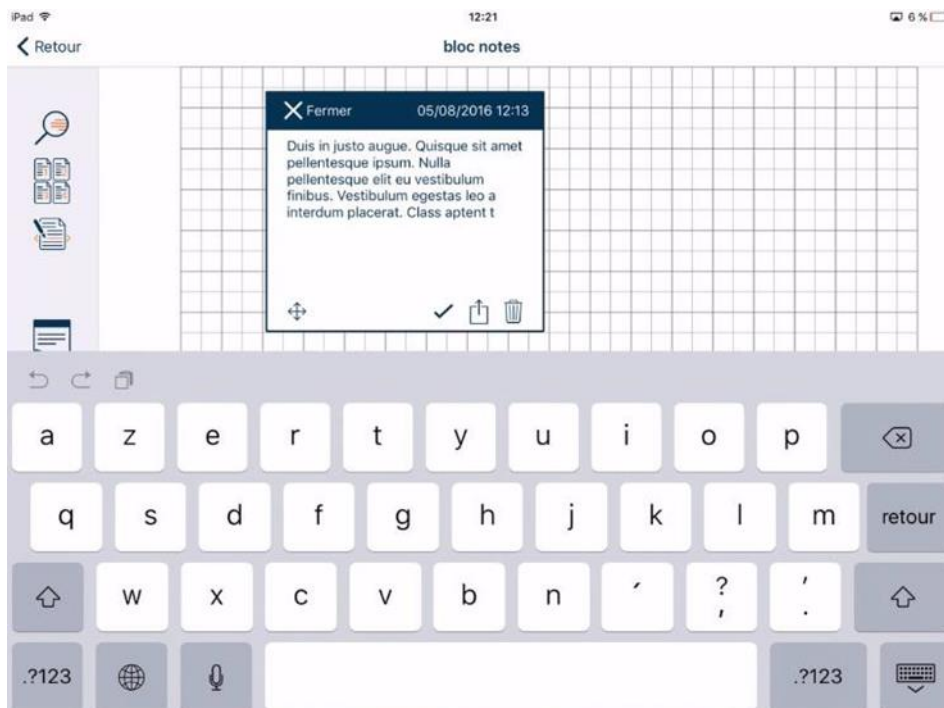 iPad 12:21 6 %
Retour bloc notes
Fermer 05/08/2016 12:13
Duis in justo augue. Quisque sit amet
pellentesque ipsum. Nulla
pellentesque elit eu vestibulum
finibus. Vestibulum egestas leo a
interdum placerat. Class aptent t
a z e r t y u i o p
q s d f g h j k l m retour
w x c v b n ´ ? , ' .
.?123 .?123